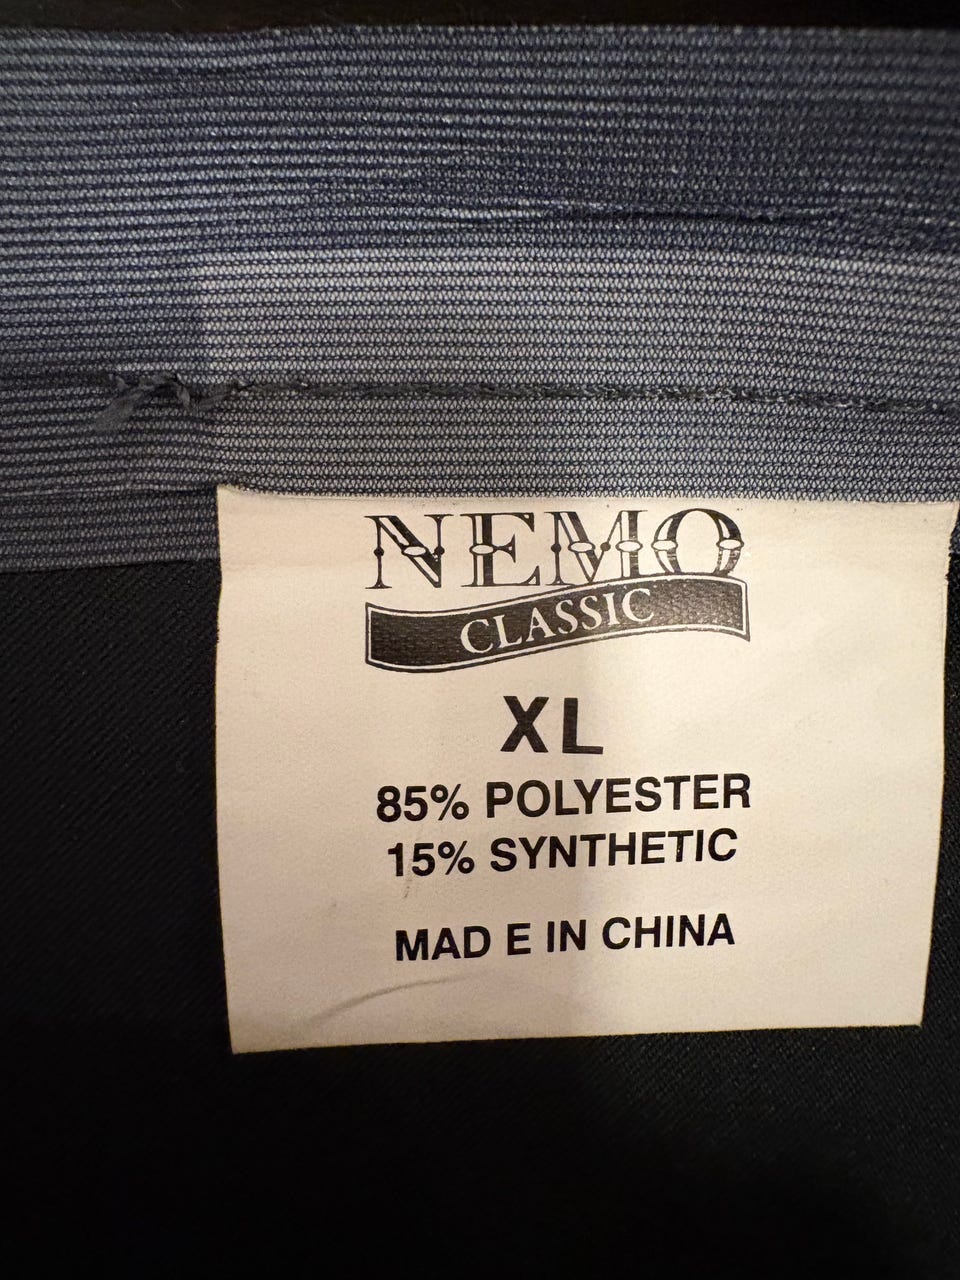 NEMO
CLASSIC
XL
85% POLYESTER
15% SYNTHETIC
MAD E IN CHINA